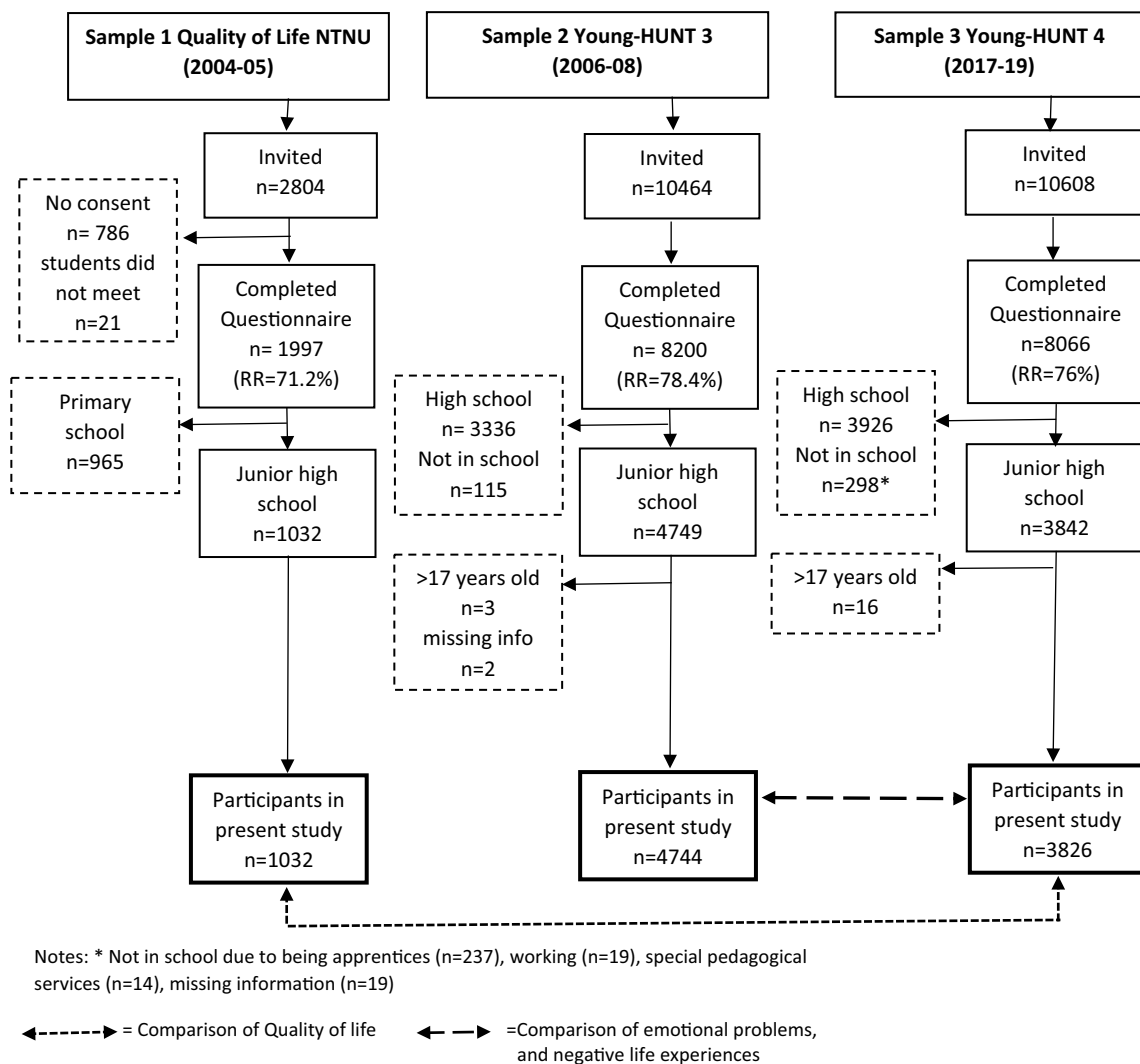 Sample 1 Quality of Life NTNU
(2004-05)
Invited
n=2804
No consent
n= 786
students did
not meet
n=21
Completed
Questionnaire
n= 1997
(RR=71.2%)
Primary
school
n=965
Junior high
school
n=1032
Participants in
present study
n=1032
Sample 2 Young-HUNT 3
(2006-08)
Invited
n=10464
Completed
Questionnaire
n= 8200
(RR=78.4%)
High school
n= 3336
Not in school
n=115
Junior high
school
n=4749
>17 years old
n=3
missing info
n=2
Participants in
present study
n=4744
Sample 3 Young-HUNT 4
(2017-19)
Invited
n=10608
Completed
Questionnaire
n=8066
(RR=76%)
High school
n= 3926
Not in school
n=298*
Junior high
school
n=3842
>17 years old
n=16
Participants in
present study
n=3826
Notes: * Not in school due to being apprentices (n=237), working (n=19), special pedagogical
services (n=14), missing information (n=19)
= Comparison of Quality of life
=Comparison of emotional problems,
and negative life experiences